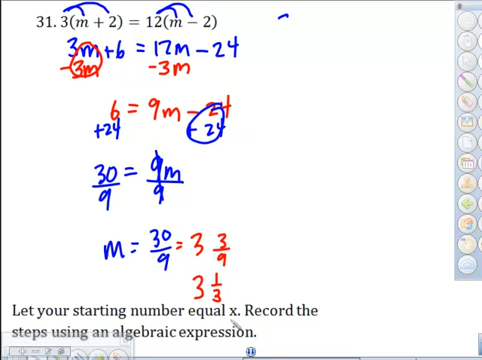 31. 3(m + 2) = 12(m − 2)
3m + 6 = 12m − 24
−3m −3m
6 = 9m − 24
+24 +24
30/9 = 9m/9
m = 30/9 = 3 3/9
3 1/3
Let your starting number equal x. Record the
steps using an algebraic expression.